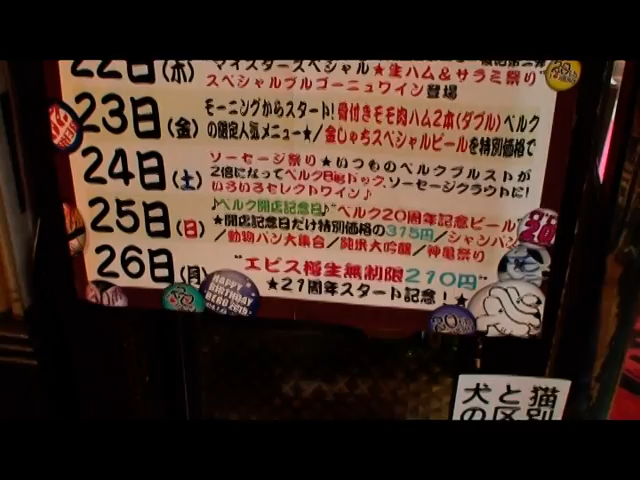 22日(木) マイスタースペシャル★生ハム&サラミ祭り
スペシャルブルゴーニュワイン登場
23日(金) モーニングからスタート!骨付きモモ肉ハム2本(ダブル)ベルク
の限定人気メニュー★/金しゃちスペシャルビールを特別価格で
24日(土) ソーセージ祭り★いつものベルクブルストが
2倍になってベルクB島ドック、ソーセージクラウトに!
いろいろセレクトワイン♪
25日(日) ♪ベルク開店記念日♪"ベルク20周年記念ビール"
★開店記念日だけ特別価格の315円/シャンパン
/動物パン大集合/純米大吟醸/神亀祭り
26日(月) "エビス樽生無制限210円"
★21周年スタート記念!★
HAPPY
BIRTHDAY
20th
20
犬と猫
の区別